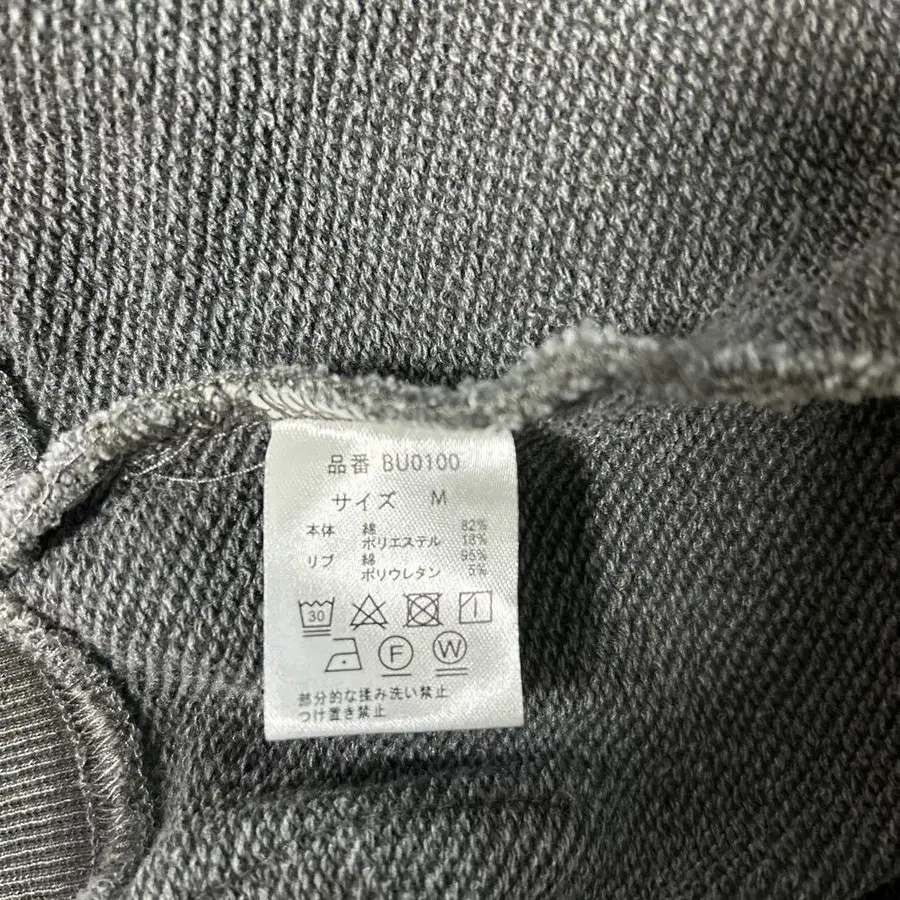 品番 BU0100
サイズ M
本体 綿 82%
ポリエステル 18%
リブ 綿 95%
ポリウレタン 5%
30
F W
部分的な揉み洗い禁止
つけ置き禁止